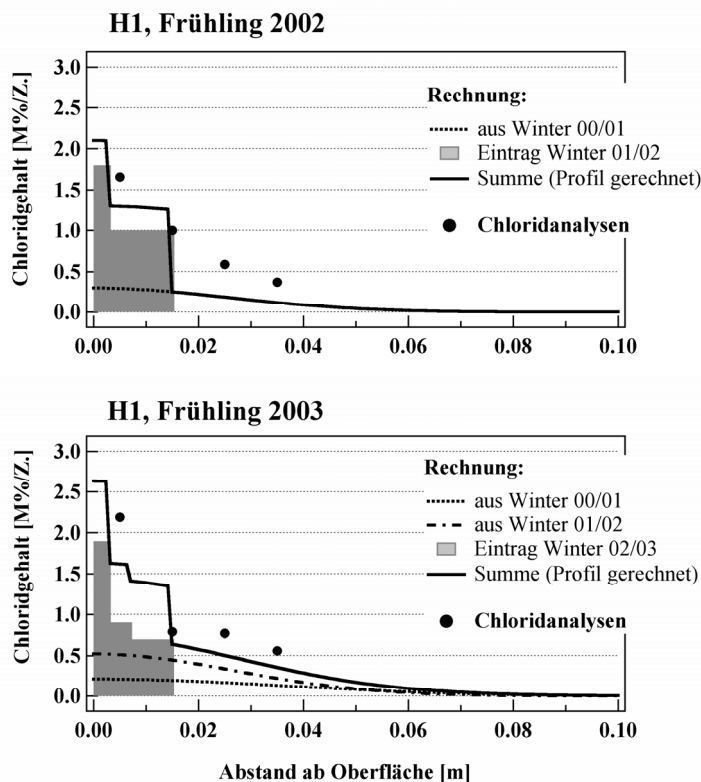 H1, Frühling 2002
Chloridgehalt [M%/Z.]
3.0
2.5
2.0
1.5
1.0
0.5
0.0
Rechnung:
aus Winter 00/01
Eintrag Winter 01/02
Summe (Profil gerechnet)
Chloridanalysen
0.00 0.02 0.04 0.06 0.08 0.10
H1, Frühling 2003
Chloridgehalt [M%/Z.]
3.0
2.5
2.0
1.5
1.0
0.5
0.0
Rechnung:
aus Winter 00/01
aus Winter 01/02
Eintrag Winter 02/03
Summe (Profil gerechnet)
Chloridanalysen
0.00 0.02 0.04 0.06 0.08 0.10
Abstand ab Oberfläche [m]